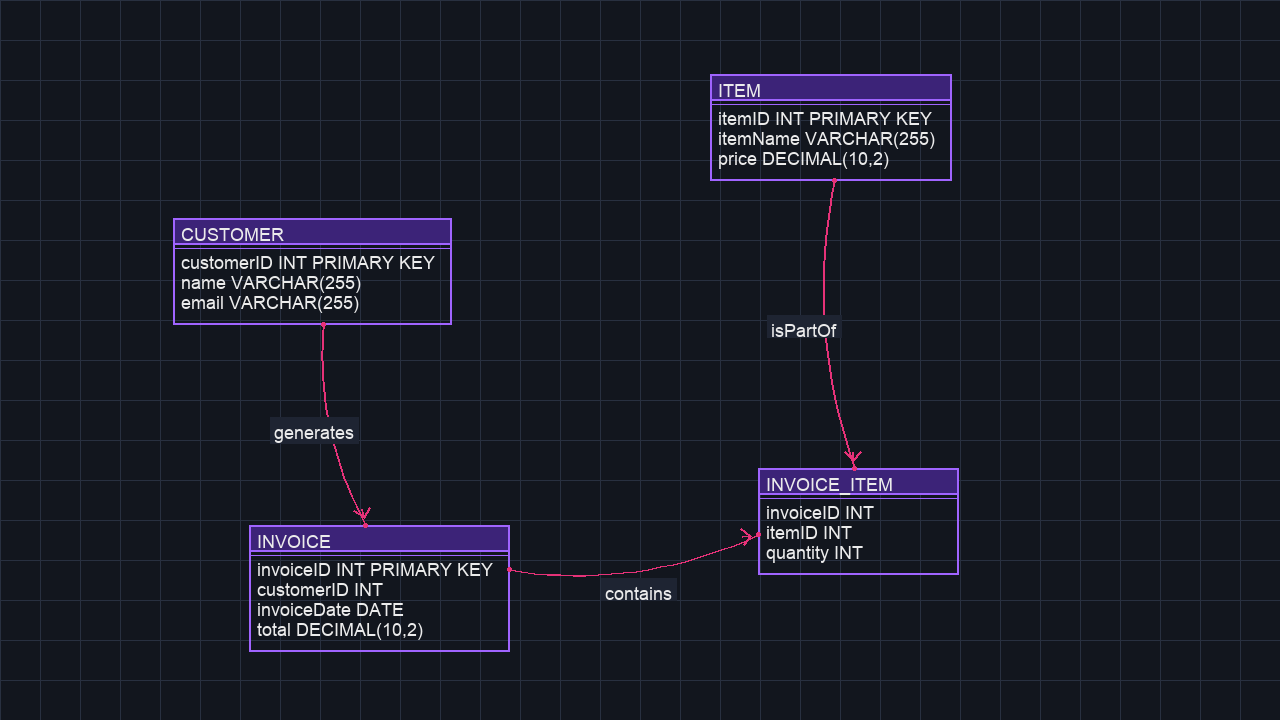 ITEM
itemID INT PRIMARY KEY
itemName VARCHAR(255)
price DECIMAL(10,2)
CUSTOMER
customerID INT PRIMARY KEY
name VARCHAR(255)
email VARCHAR(255)
isPartOf
generates
INVOICE_ITEM
invoiceID INT
itemID INT
quantity INT
INVOICE
invoiceID INT PRIMARY KEY
customerID INT
invoiceDate DATE
total DECIMAL(10,2)
contains